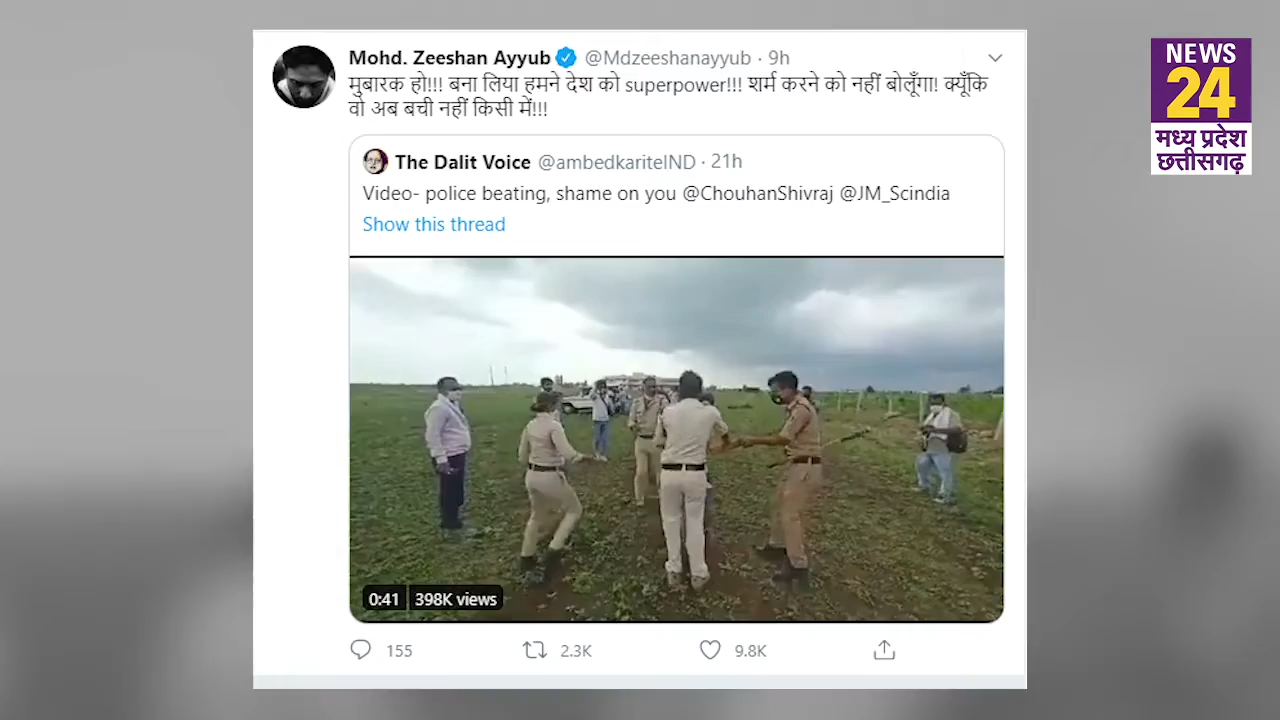 Mohd. Zeeshan Ayyub @Mdzeeshanayyub · 9h
मुबारक हो!!! बना लिया हमने देश को superpower!!! शर्म करने को नहीं बोलूँगा! क्यूँकि
वो अब बची नहीं किसी में!!!
The Dalit Voice @ambedkariteIND · 21h
Video- police beating, shame on you @ChouhanShivraj @JM_Scindia
Show this thread
0:41 398K views
155 2.3K 9.8K
NEWS
24
मध्य प्रदेश
छत्तीसगढ़